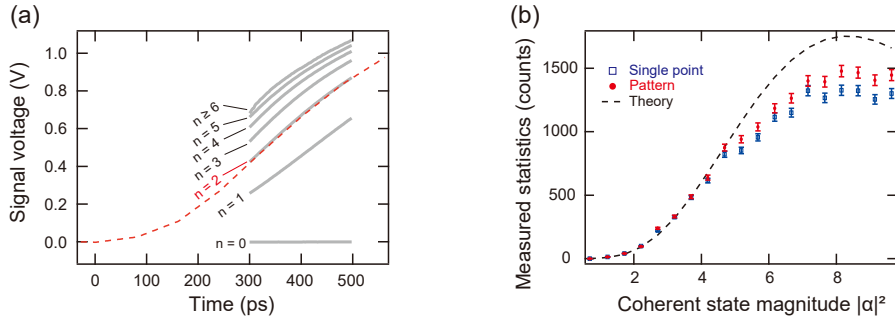 (a)
Signal voltage (V)
1.0
0.8
0.6
0.4
0.2
0.0
n ≥ 6
n = 5
n = 4
n = 3
n = 2
n = 1
n = 0
0
100
200
300
400
500
Time (ps)
(b)
Measured statistics (counts)
1500
1000
500
0
Single point
Pattern
Theory
2
4
6
8
Coherent state magnitude |α|²